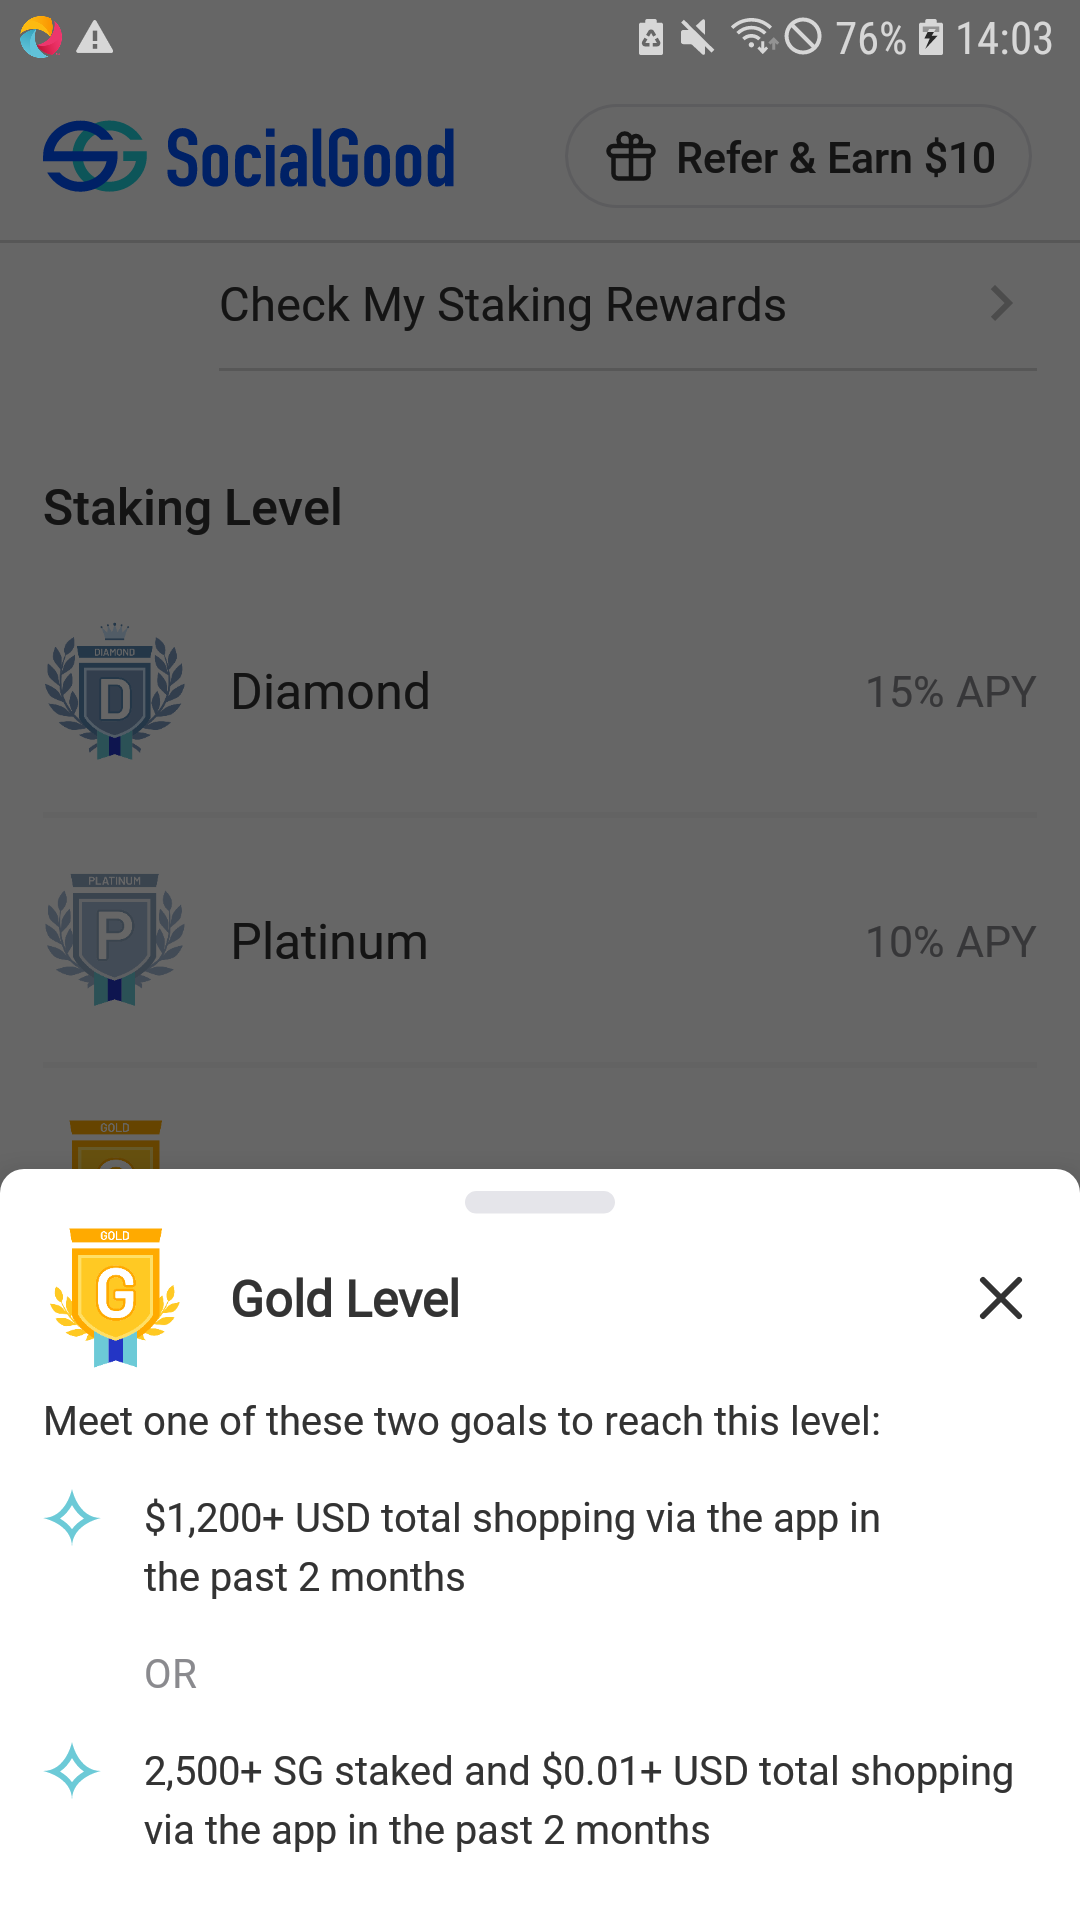 76% 14:03
SocialGood
Refer & Earn $10
Check My Staking Rewards
Staking Level
DIAMOND
D
Diamond
15% APY
PLATINUM
P
Platinum
10% APY
GOLD
GOLD
G
Gold Level
Meet one of these two goals to reach this level:
$1,200+ USD total shopping via the app in
the past 2 months
OR
2,500+ SG staked and $0.01+ USD total shopping
via the app in the past 2 months